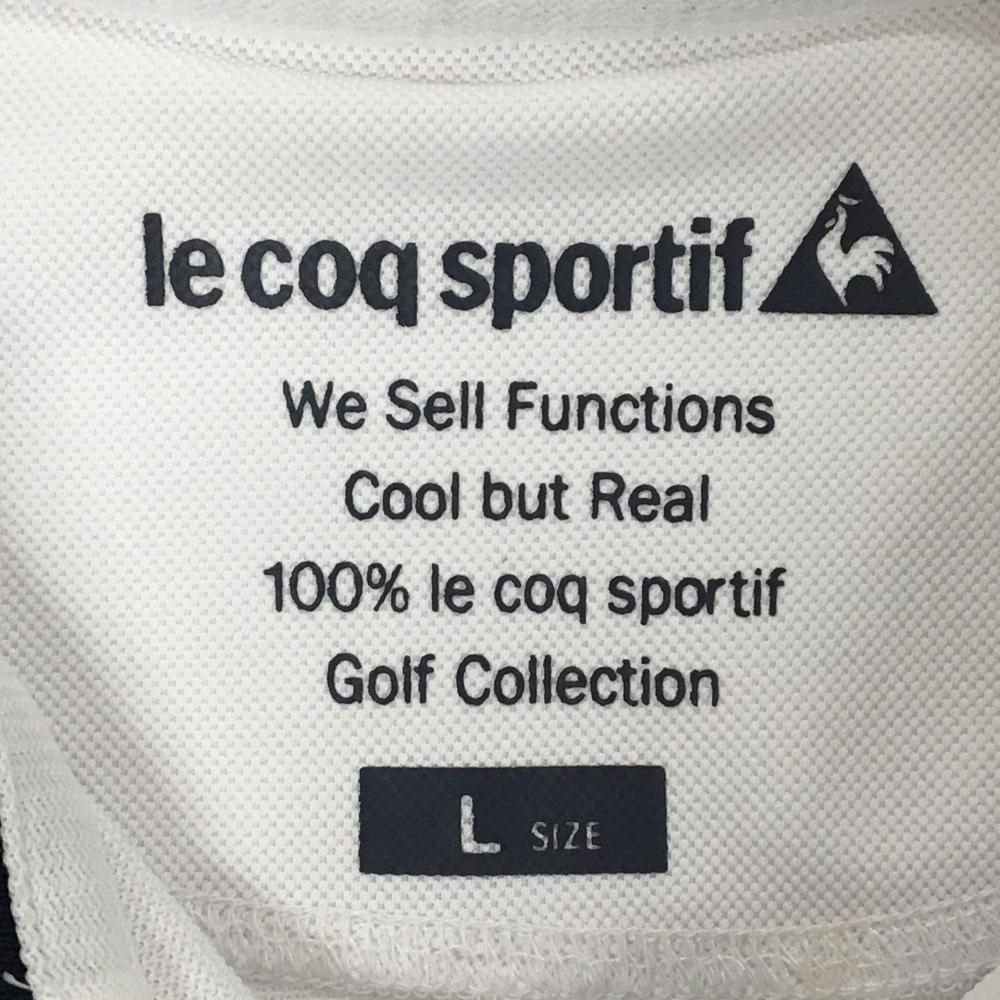 le coq sportif
We Sell Functions
Cool but Real
100% le coq sportif
Golf Collection
L SIZE